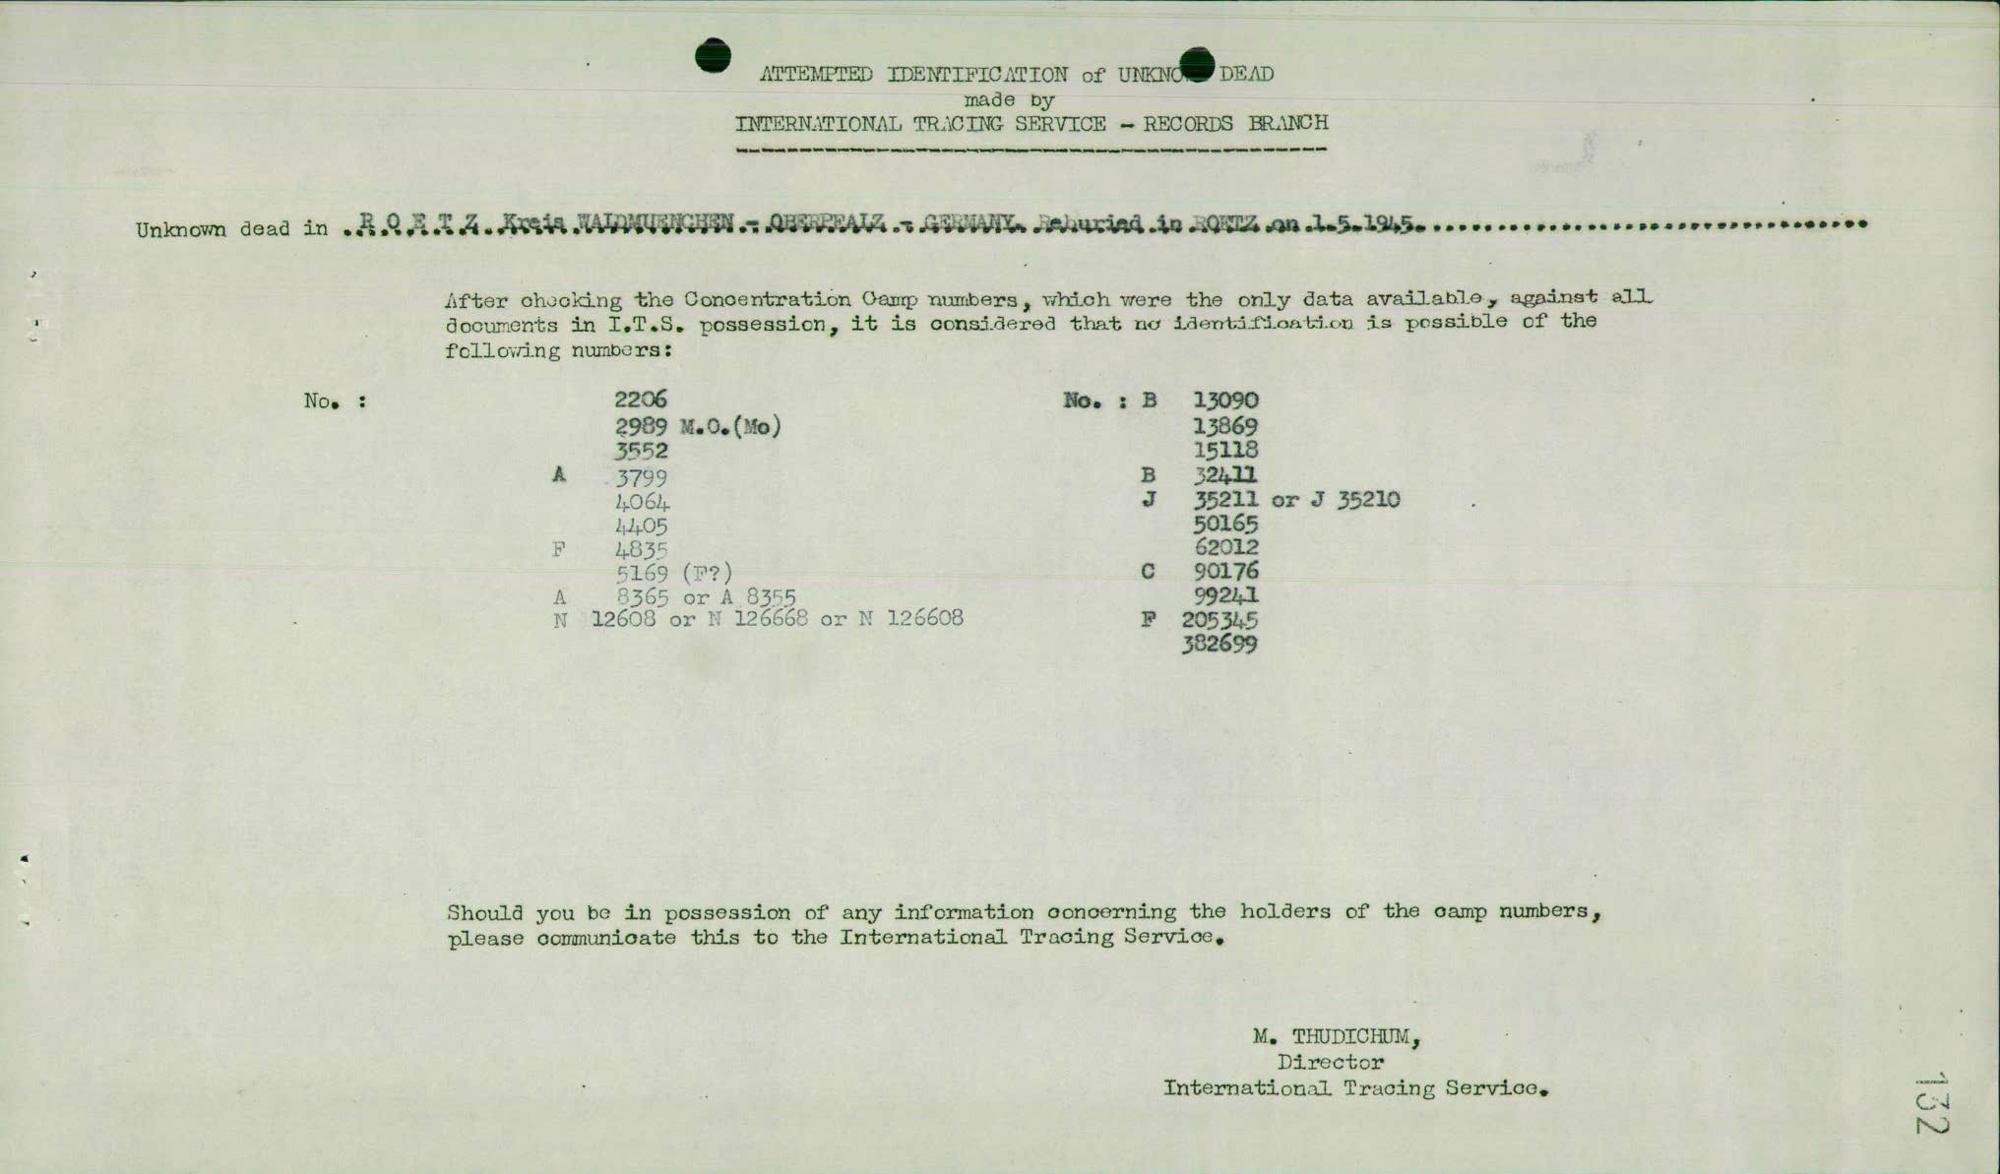 ATTEMPTED IDENTIFICATION of UNKNO DEAD
made by
INTERNATIONAL TRACING SERVICE - RECORDS BRANCH
Unknown dead in ..R.O.E.T.Z. Kreis WALDMUENCHEN - OBERPFALZ - GERMANY. Reburied in ROETZ on 1.5.1945.
After checking the Concentration Camp numbers, which were the only data available, against all
documents in I.T.S. possession, it is considered that no identification is possible of the
following numbers:
No. : 2206
2989 M.O.(Mo)
3552
A 3799
4064
4405
F 4835
5169 (F?)
A 8365 or A 8355
N 12608 or N 126668 or N 126608
No. : B 13090
13869
15118
B 32411
J 35211 or J 35210
50165
62012
C 90176
99241
F 205345
382699
Should you be in possession of any information concerning the holders of the camp numbers,
please communicate this to the International Tracing Service.
M. THUDICHUM,
Director
International Tracing Service.
132